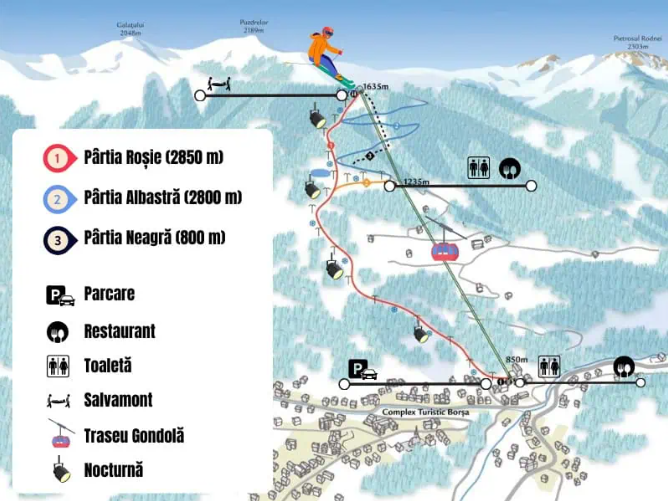 Guțatului
2048m
Puzdrelor
2189m
Pietrosul Rodnei
2303m
1635m
1 Pârtia Roșie (2850 m)
2 Pârtia Albastră (2800 m)
3 Pârtia Neagră (800 m)
1235m
P Parcare
Restaurant
Toaletă
Salvamont
Traseu Gondolă
Nocturnă
P
850m
Complex Turistic Borșa